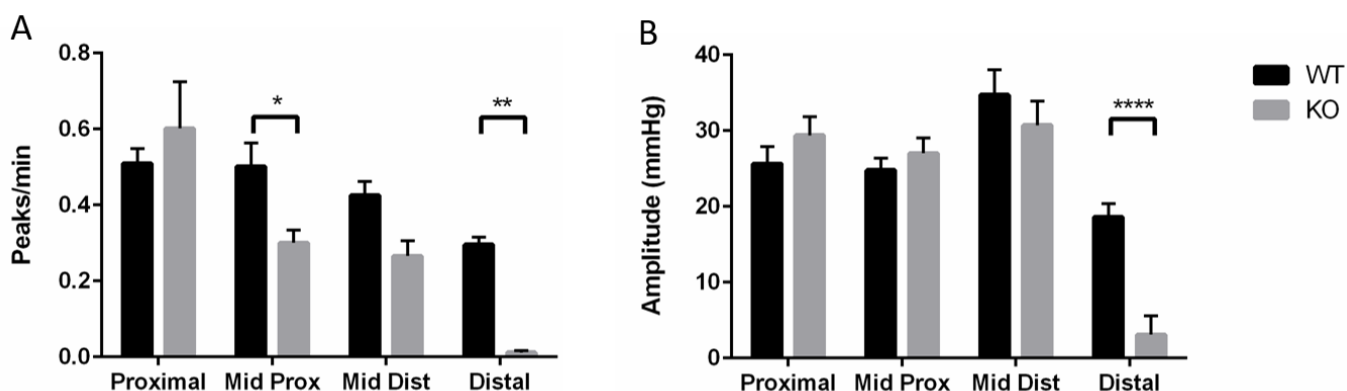 A
Peaks/min
0.8
0.6
0.4
0.2
0.0
*
**
Proximal Mid Prox Mid Dist Distal
B
Amplitude (mmHg)
40
30
20
10
0
****
Proximal Mid Prox Mid Dist Distal
WT
KO